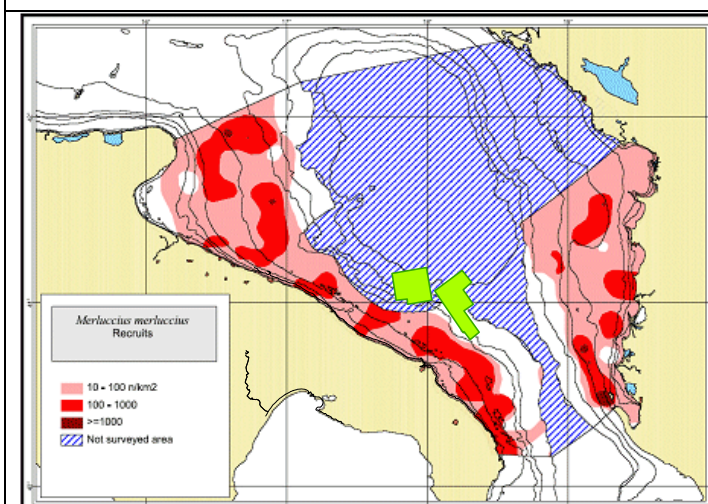 Merluccius merluccius
Recruits
10 - 100 n/km2
100 - 1000
>=1000
Not surveyed area